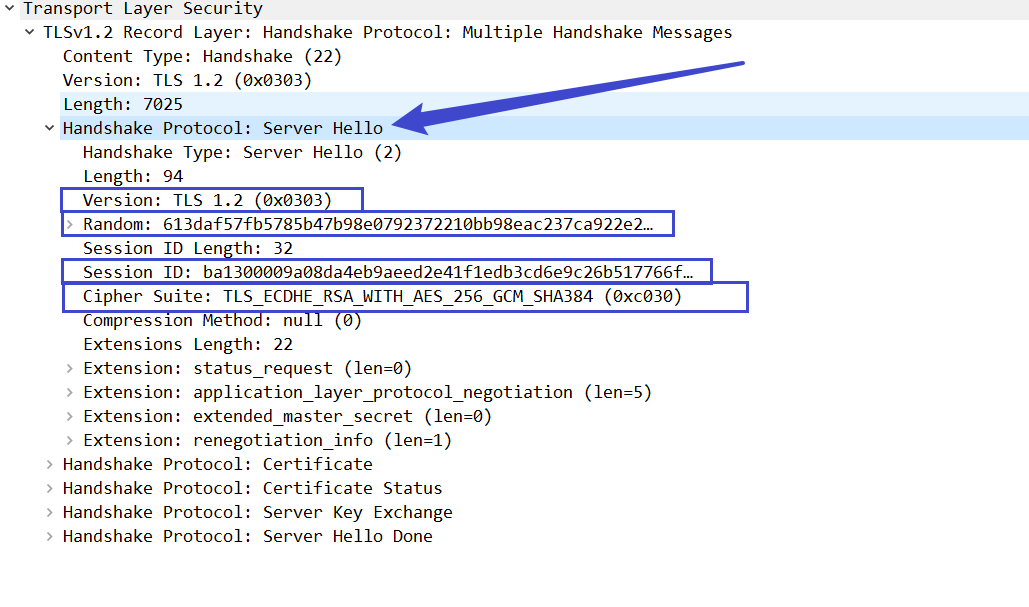 Transport Layer Security
TLSv1.2 Record Layer: Handshake Protocol: Multiple Handshake Messages
Content Type: Handshake (22)
Version: TLS 1.2 (0x0303)
Length: 7025
Handshake Protocol: Server Hello
Handshake Type: Server Hello (2)
Length: 94
Version: TLS 1.2 (0x0303)
Random: 613daf57fb5785b47b98e0792372210bb98eac237ca922e2…
Session ID Length: 32
Session ID: ba1300009a08da4eb9aeed2e41f1edb3cd6e9c26b517766f…
Cipher Suite: TLS_ECDHE_RSA_WITH_AES_256_GCM_SHA384 (0xc030)
Compression Method: null (0)
Extensions Length: 22
Extension: status_request (len=0)
Extension: application_layer_protocol_negotiation (len=5)
Extension: extended_master_secret (len=0)
Extension: renegotiation_info (len=1)
Handshake Protocol: Certificate
Handshake Protocol: Certificate Status
Handshake Protocol: Server Key Exchange
Handshake Protocol: Server Hello Done